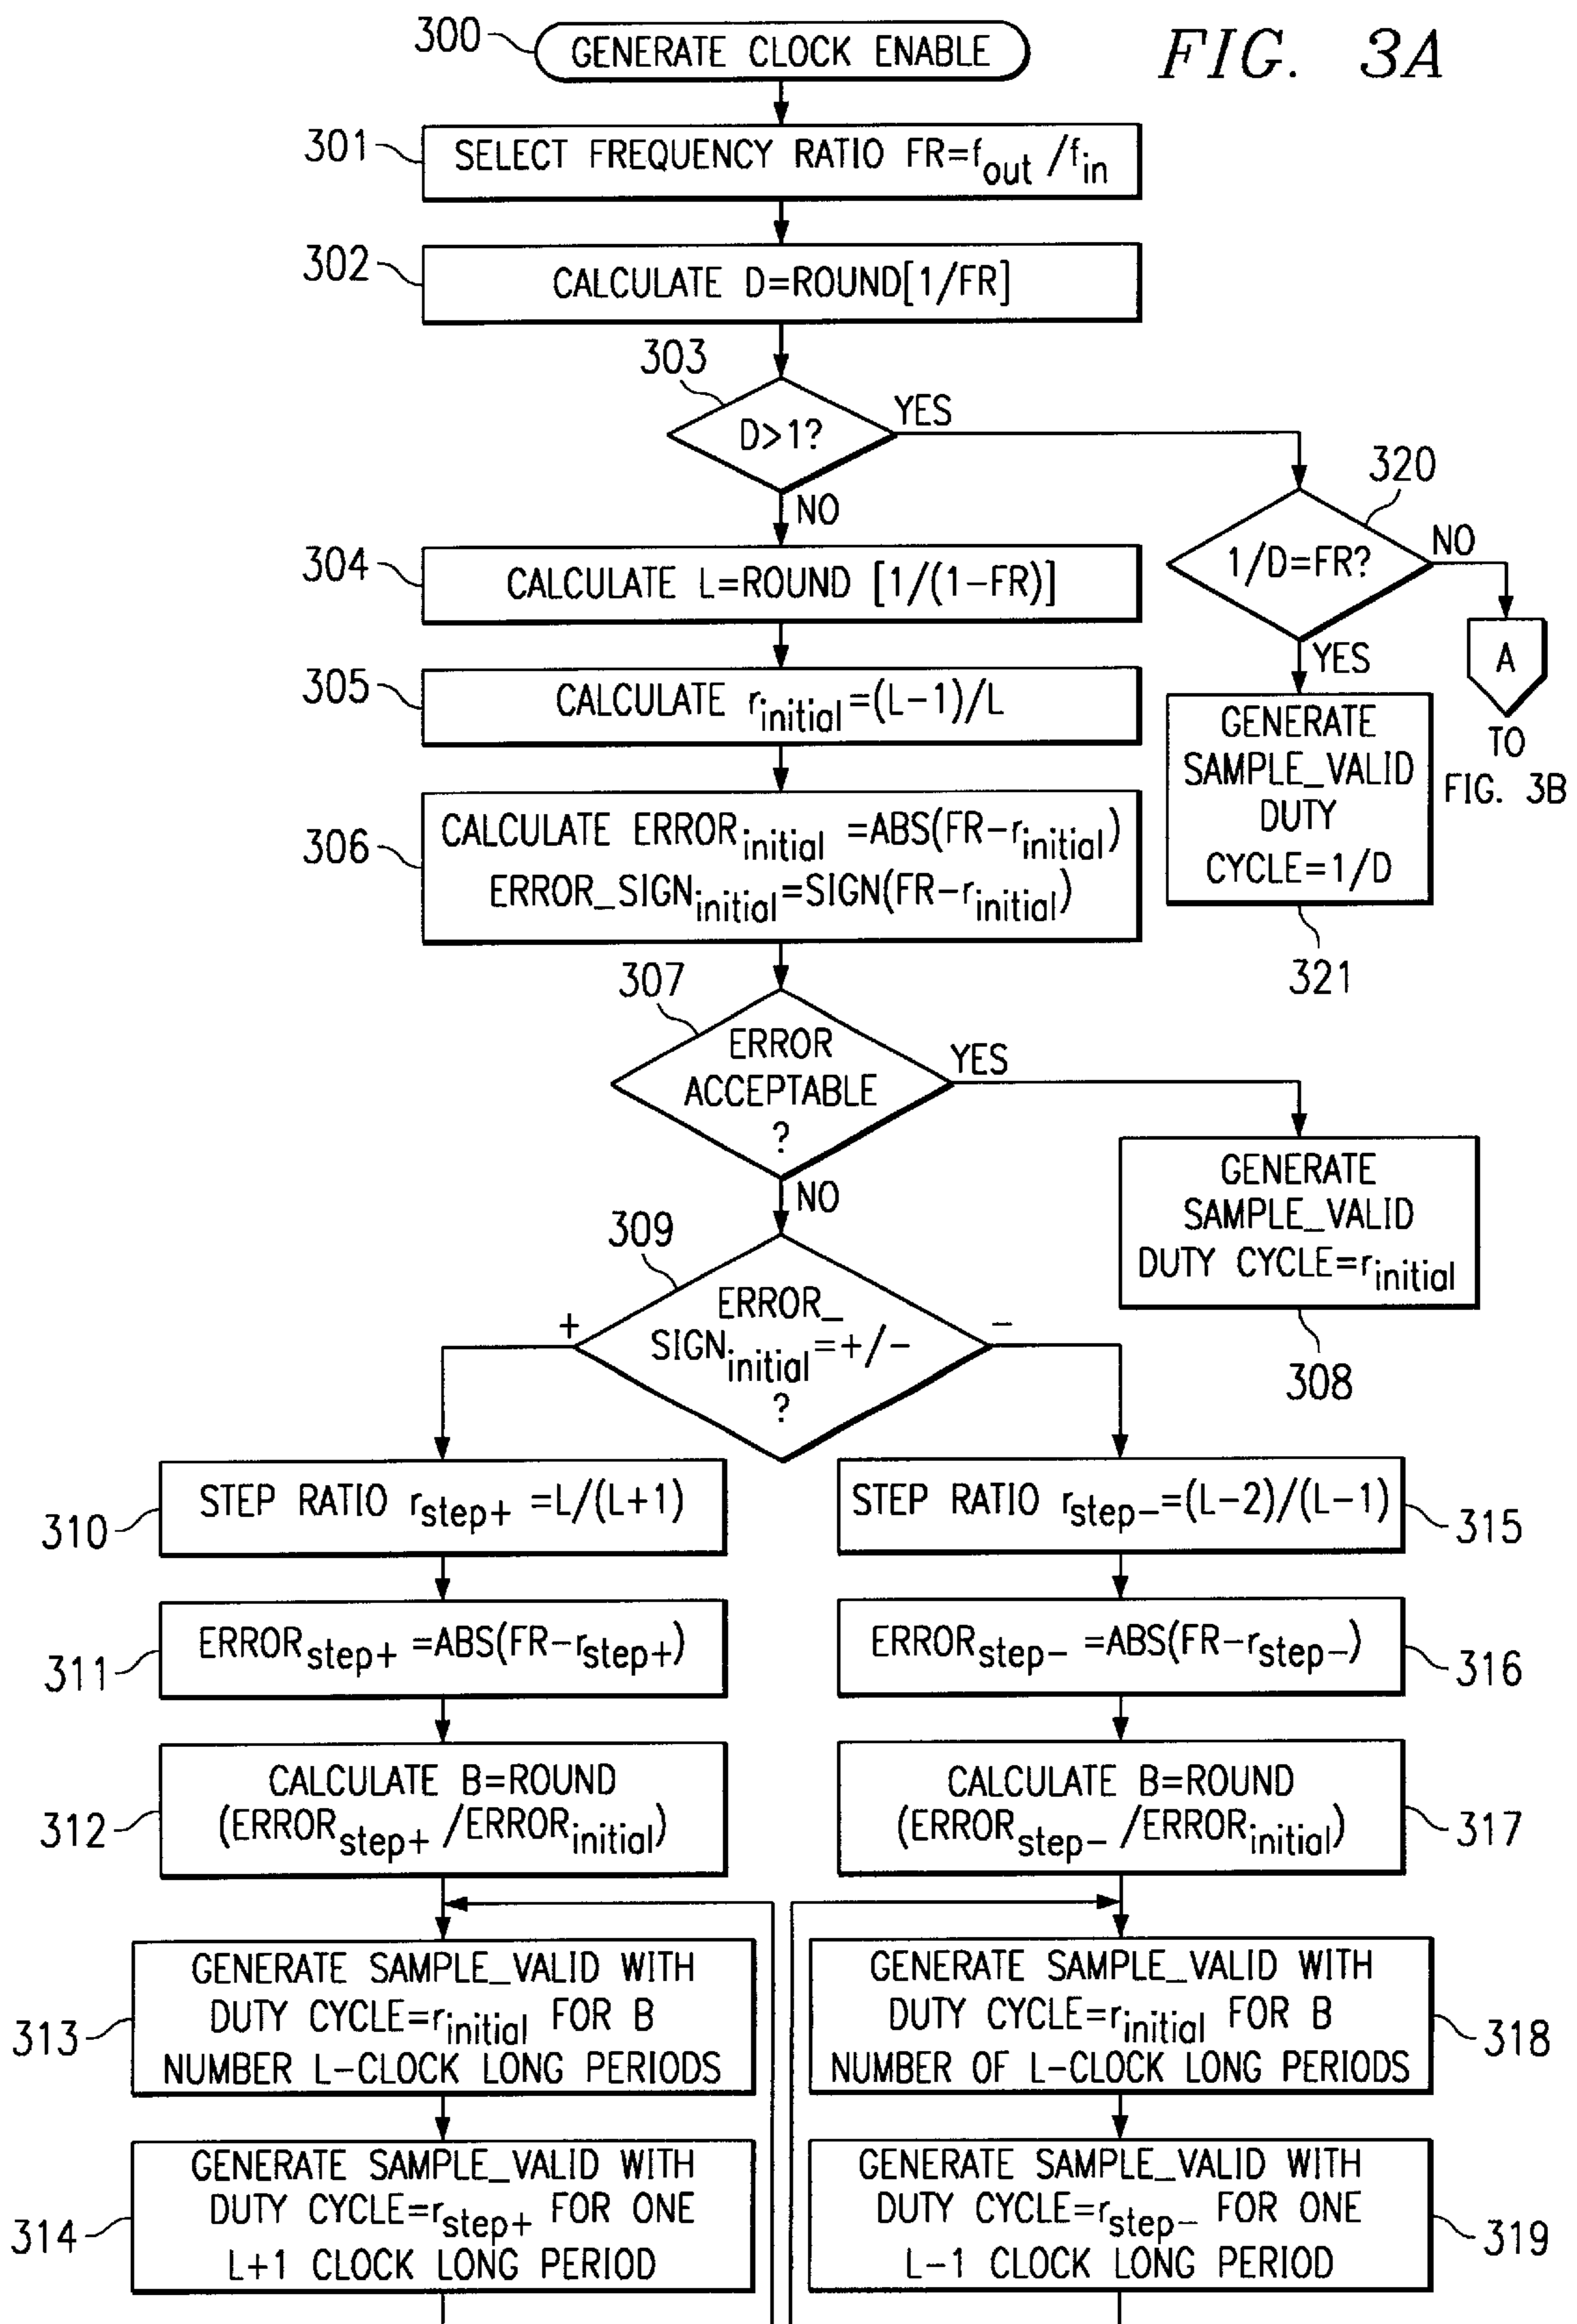 300
GENERATE CLOCK ENABLE
FIG. 3A
301
SELECT FREQUENCY RATIO FR=fout /fin
302
CALCULATE D=ROUND[1/FR]
303
D>1?
YES
NO
320
1/D=FR?
NO
YES
A
TO
FIG. 3B
304
CALCULATE L=ROUND [1/(1-FR)]
305
CALCULATE rinitial=(L-1)/L
GENERATE
SAMPLE_VALID
DUTY
CYCLE=1/D
321
306
CALCULATE ERRORinitial =ABS(FR-rinitial)
ERROR_SIGNinitial=SIGN(FR-rinitial)
307
ERROR
ACCEPTABLE
?
YES
NO
GENERATE
SAMPLE_VALID
DUTY CYCLE=rinitial
308
309
ERROR_
SIGNinitial=+/-
?
+
-
310
STEP RATIO rstep+ =L/(L+1)
STEP RATIO rstep-=(L-2)/(L-1)
315
311
ERRORstep+ =ABS(FR-rstep+)
ERRORstep- =ABS(FR-rstep-)
316
312
CALCULATE B=ROUND
(ERRORstep+ /ERRORinitial)
CALCULATE B=ROUND
(ERRORstep- /ERRORinitial)
317
313
GENERATE SAMPLE_VALID WITH
DUTY CYCLE=rinitial FOR B
NUMBER L-CLOCK LONG PERIODS
GENERATE SAMPLE_VALID WITH
DUTY CYCLE=rinitial FOR B
NUMBER OF L-CLOCK LONG PERIODS
318
314
GENERATE SAMPLE_VALID WITH
DUTY CYCLE=rstep+ FOR ONE
L+1 CLOCK LONG PERIOD
GENERATE SAMPLE_VALID WITH
DUTY CYCLE=rstep- FOR ONE
L-1 CLOCK LONG PERIOD
319